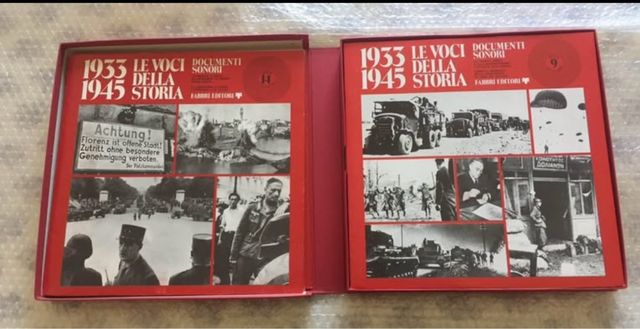 1933
1945
LE VOCI
DELLA
STORIA
DOCUMENTI
SONORI
14
FABBRI EDITORI
Achtung!
Florenz ist offene Stadt!
Zutritt ohne besondere
Genehmigung verboten.
1933
1945
LE VOCI
DELLA
STORIA
DOCUMENTI
SONORI
9
FABBRI EDITORI